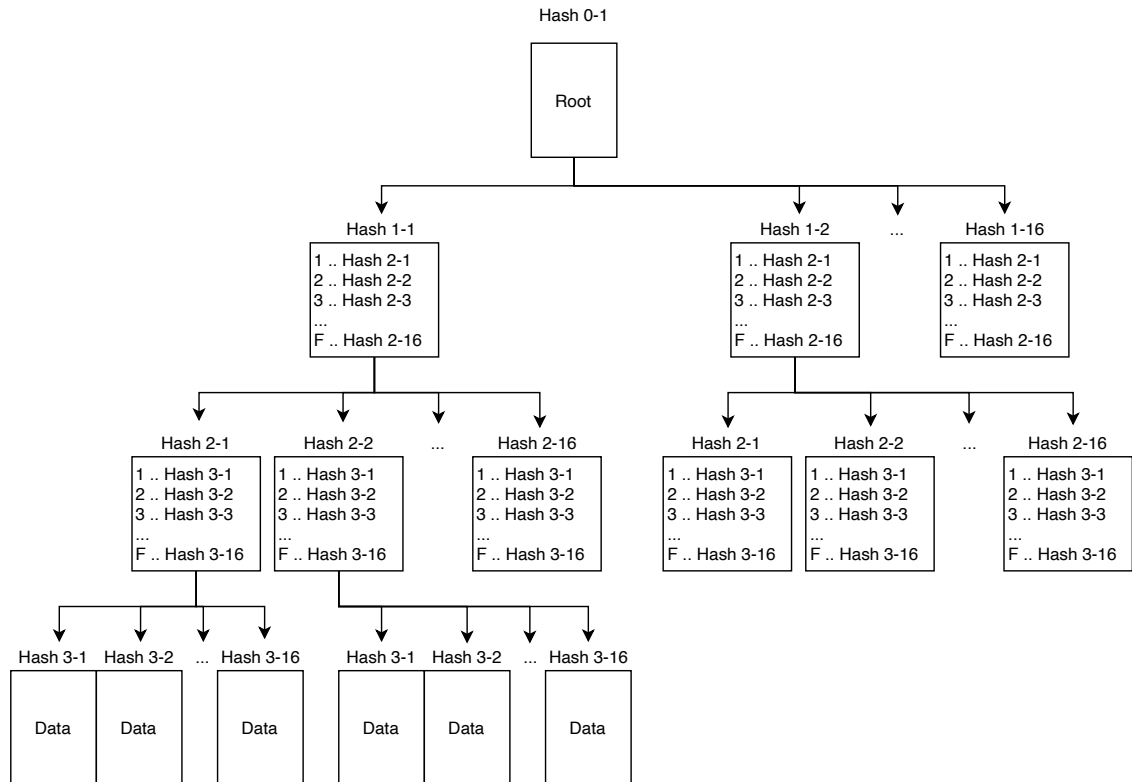 Hash 0-1
Root
Hash 1-1
Hash 1-2
...
Hash 1-16
1 .. Hash 2-1
2 .. Hash 2-2
3 .. Hash 2-3
...
F .. Hash 2-16
1 .. Hash 2-1
2 .. Hash 2-2
3 .. Hash 2-3
...
F .. Hash 2-16
1 .. Hash 2-1
2 .. Hash 2-2
3 .. Hash 2-3
...
F .. Hash 2-16
Hash 2-1
Hash 2-2
...
Hash 2-16
Hash 2-1
Hash 2-2
...
Hash 2-16
1 .. Hash 3-1
2 .. Hash 3-2
3 .. Hash 3-3
...
F .. Hash 3-16
1 .. Hash 3-1
2 .. Hash 3-2
3 .. Hash 3-3
...
F .. Hash 3-16
1 .. Hash 3-1
2 .. Hash 3-2
3 .. Hash 3-3
...
F .. Hash 3-16
1 .. Hash 3-1
2 .. Hash 3-2
3 .. Hash 3-3
...
F .. Hash 3-16
1 .. Hash 3-1
2 .. Hash 3-2
3 .. Hash 3-3
...
F .. Hash 3-16
1 .. Hash 3-1
2 .. Hash 3-2
3 .. Hash 3-3
...
F .. Hash 3-16
Hash 3-1
Hash 3-2
...
Hash 3-16
Hash 3-1
Hash 3-2
...
Hash 3-16
Data
Data
Data
Data
Data
Data